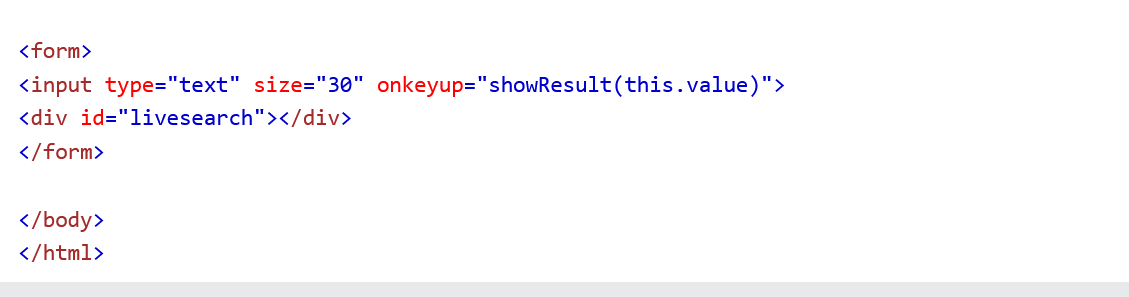 <form>
<input type="text" size="30" onkeyup="showResult(this.value)">
<div id="livesearch"></div>
</form>
</body>
</html>